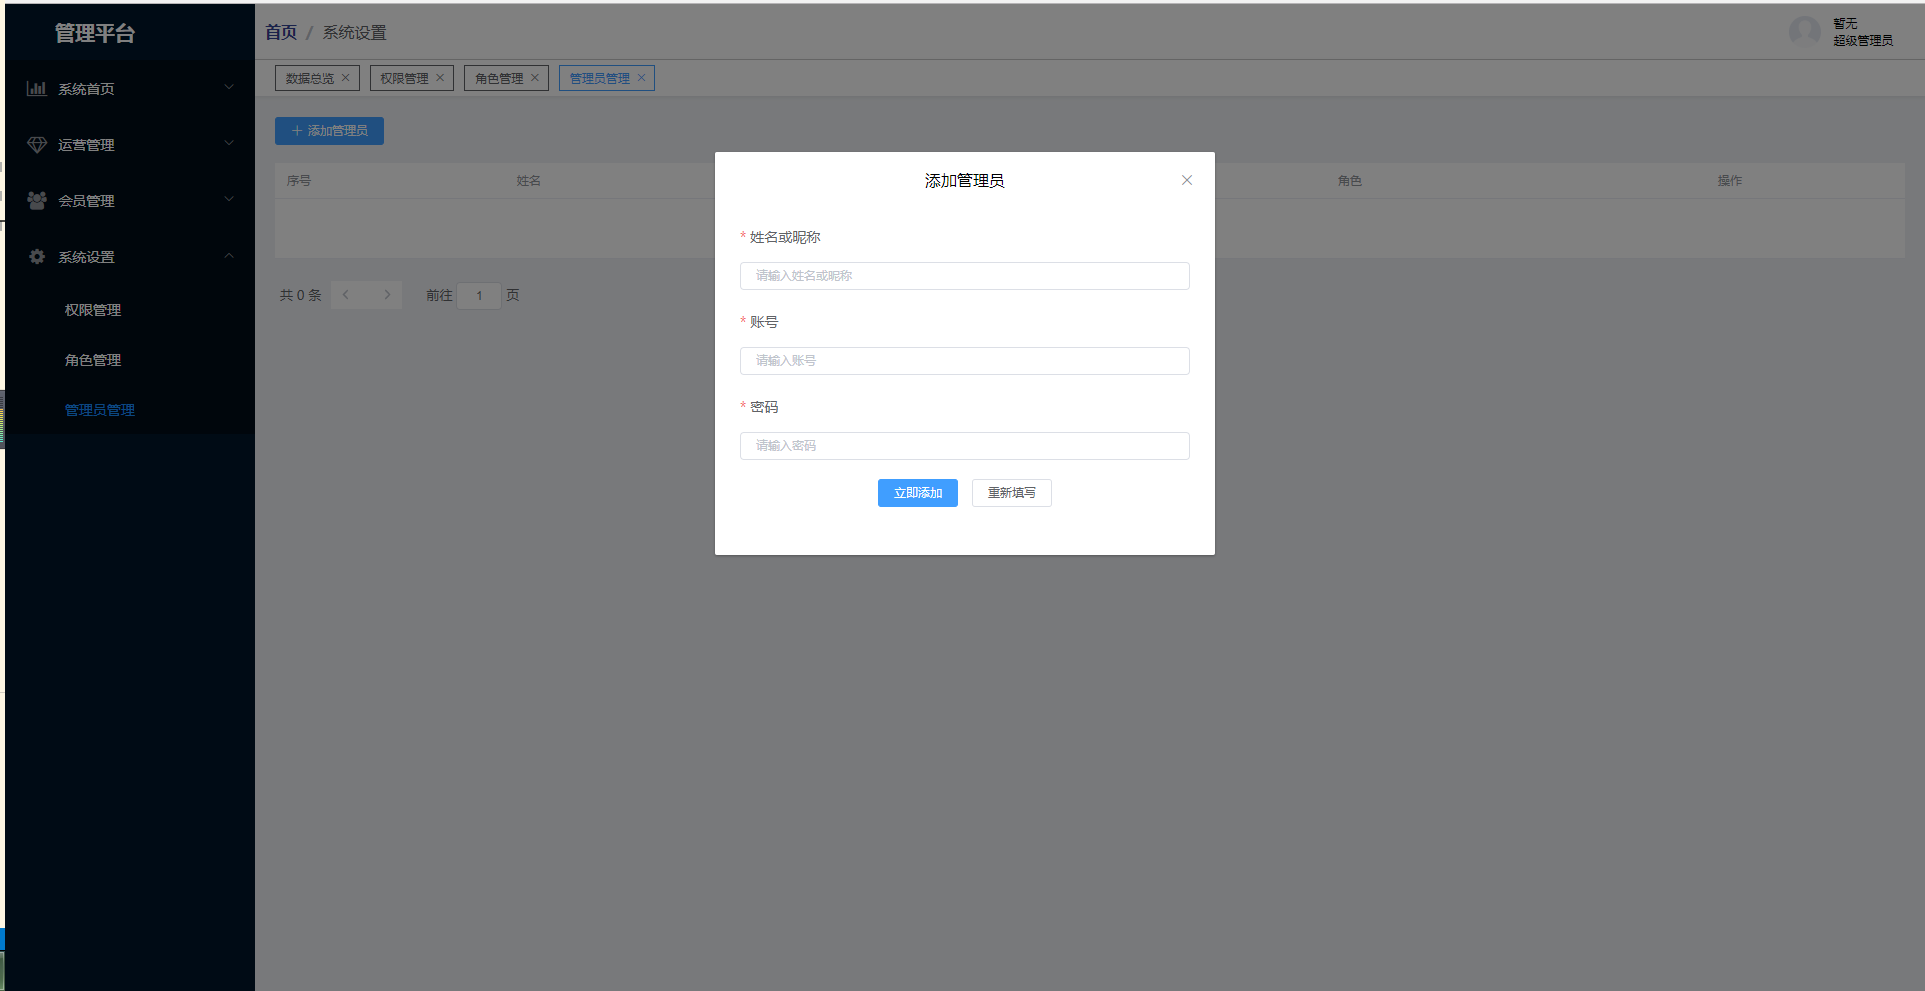 管理平台
系统首页
运营管理
会员管理
系统设置
权限管理
角色管理
管理员管理
首页 / 系统设置
暂无
超级管理员
数据总览 权限管理 角色管理 管理员管理
添加管理员
序号 姓名 角色 操作
共 0 条 前往 1 页
添加管理员
* 姓名或昵称
请输入姓名或昵称
* 账号
请输入账号
* 密码
请输入密码
立即添加 重新填写